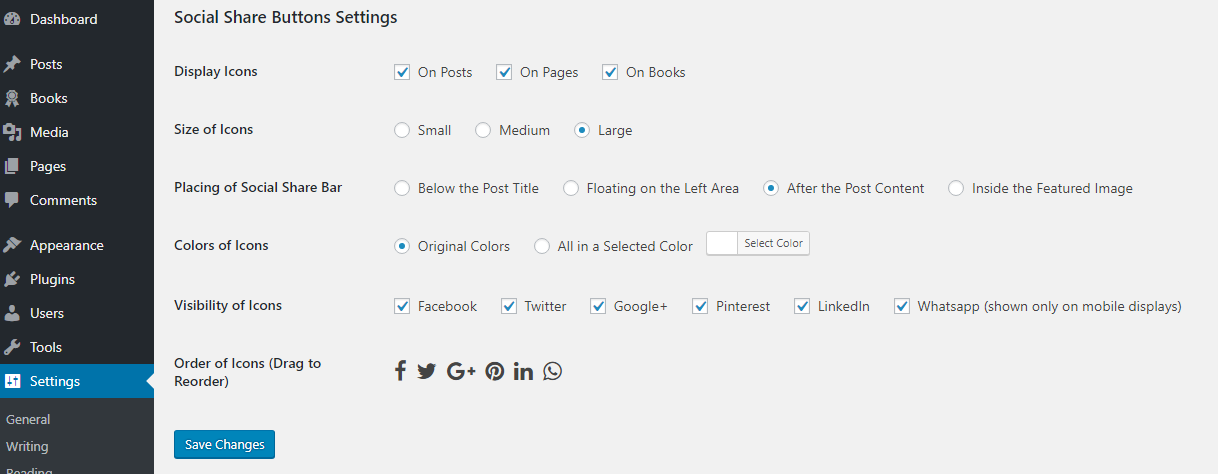 Dashboard
Posts
Books
Media
Pages
Comments
Appearance
Plugins
Users
Tools
Settings
General
Writing
Reading
Social Share Buttons Settings
Display Icons On Posts On Pages On Books
Size of Icons Small Medium Large
Placing of Social Share Bar Below the Post Title Floating on the Left Area After the Post Content Inside the Featured Image
Colors of Icons Original Colors All in a Selected Color Select Color
Visibility of Icons Facebook Twitter Google+ Pinterest LinkedIn Whatsapp (shown only on mobile displays)
Order of Icons (Drag to
Reorder)
Save Changes